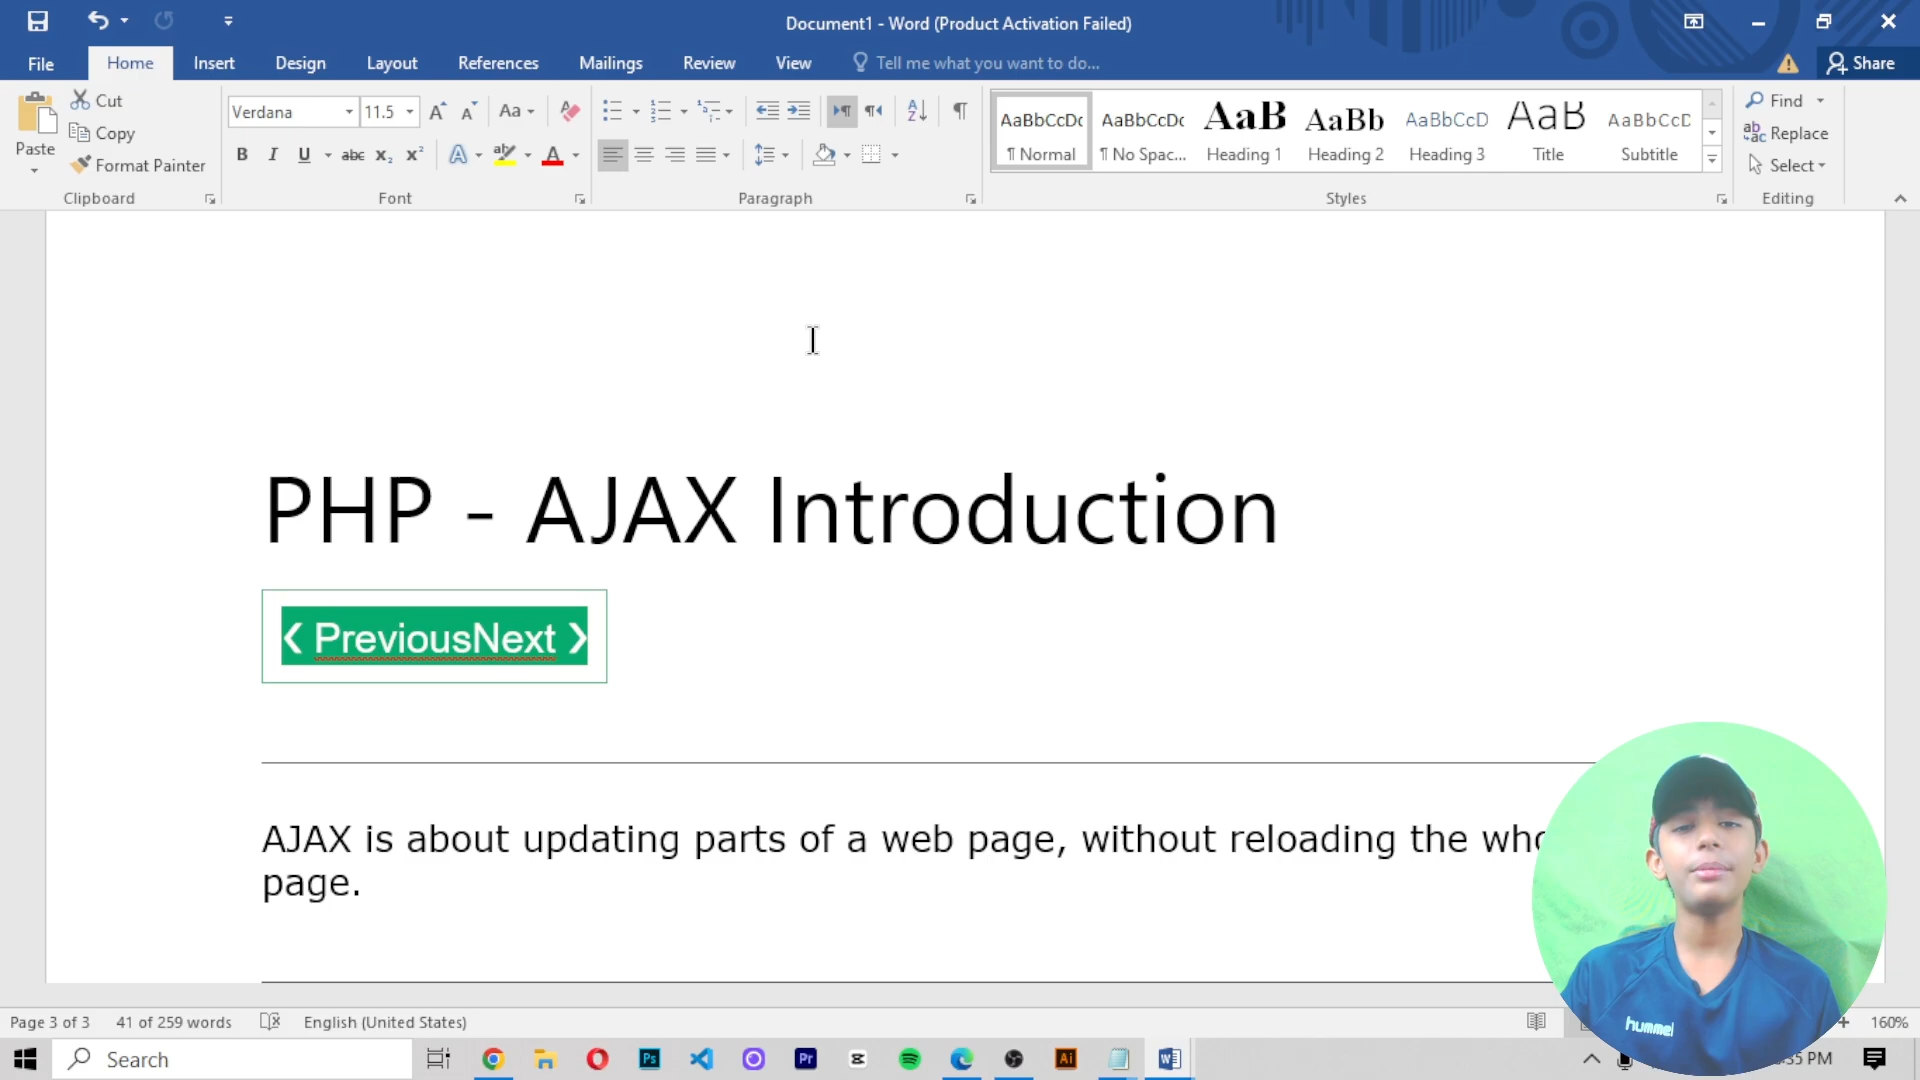 Document1 - Word (Product Activation Failed)
File Home Insert Design Layout References Mailings Review View Tell me what you want to do... Share
Cut
Copy
Format Painter
Paste
Clipboard
Verdana 11.5
Font
Paragraph
AaBbCcDc AaBbCcDc AaB AaBb AaBbCcD AaB AaBbCcC
¶ Normal ¶ No Spac... Heading 1 Heading 2 Heading 3 Title Subtitle
Styles
Find
Replace
Select
Editing
PHP - AJAX Introduction
❮ PreviousNext ❯
AJAX is about updating parts of a web page, without reloading the
page.
hummel
Page 3 of 3 41 of 259 words English (United States) 160%
Search
:35 PM